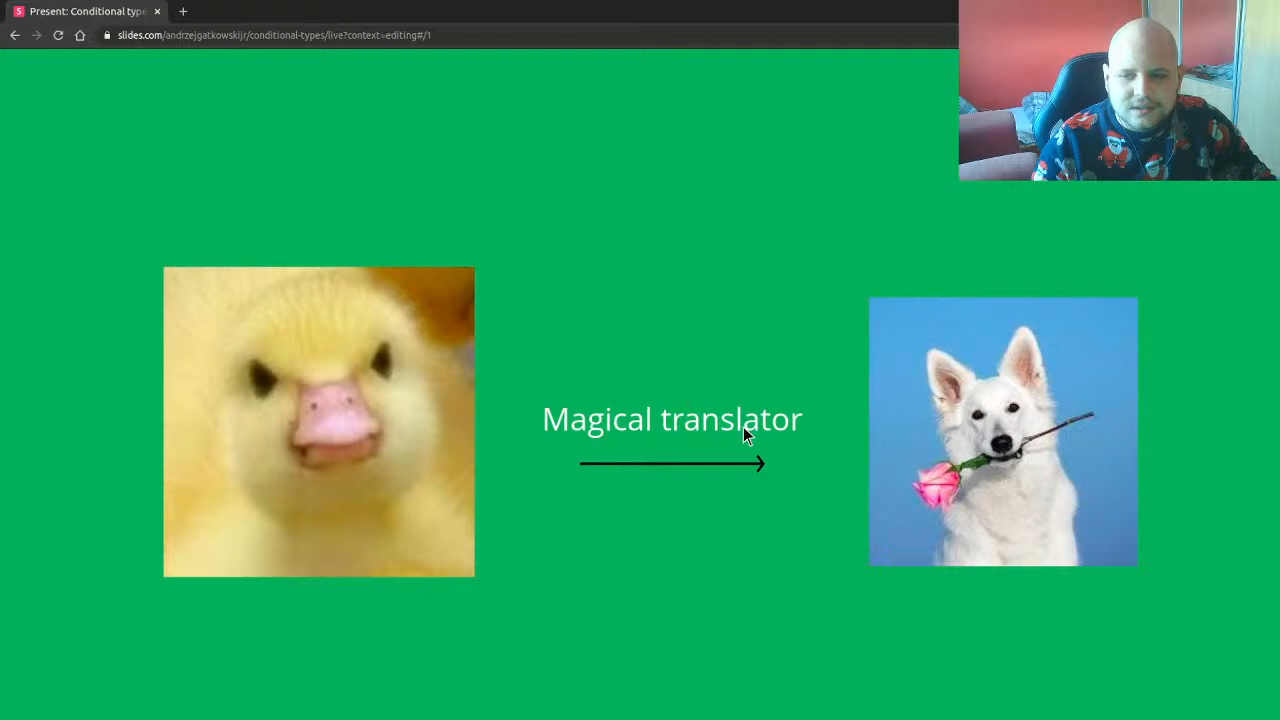 Present: Conditional type
slides.com/andrzejgatkowskijr/conditional-types/live?context=editing#/1
Magical translator